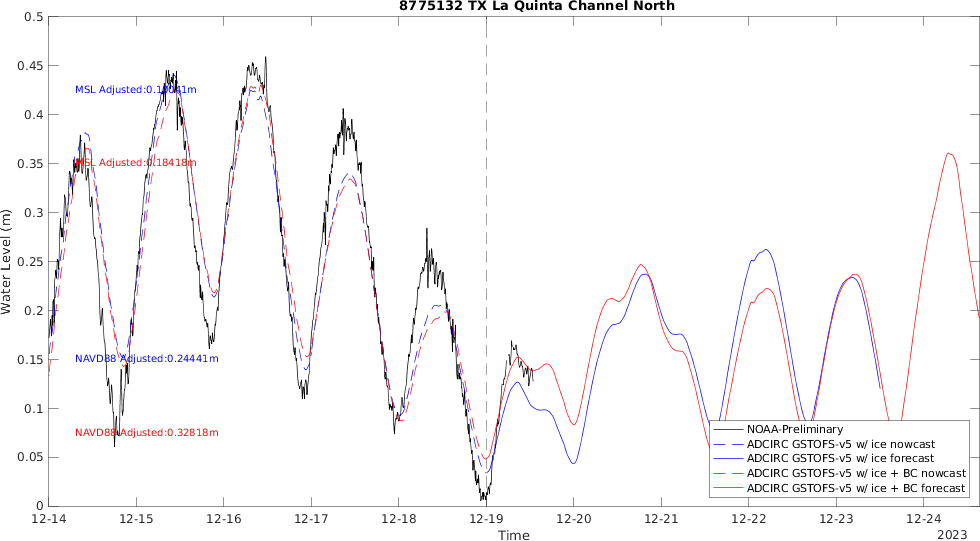 8775132 TX La Quinta Channel North
0.5
0.45
0.4
0.35
0.3
0.25
0.2
0.15
0.1
0.05
0
Water Level (m)
MSL Adjusted:
MSL Adjusted:0.18418m
NAVD88 Adjusted:0.24441m
NAVD88 Adjusted:0.32818m
NOAA-Preliminary
ADCIRC GSTOFS-v5 w/ ice nowcast
ADCIRC GSTOFS-v5 w/ ice forecast
ADCIRC GSTOFS-v5 w/ ice + BC nowcast
ADCIRC GSTOFS-v5 w/ ice + BC forecast
12-14 12-15 12-16 12-17 12-18 12-19 12-20 12-21 12-22 12-23 12-24
Time
2023